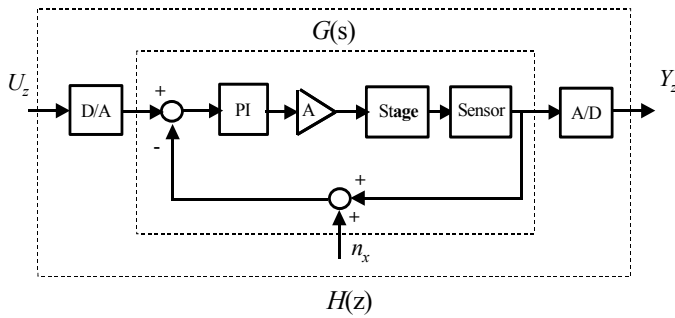 G(s)
U_z
Y_z
+
D/A
PI
A
Stage
Sensor
A/D
-
+
+
n_x
H(z)